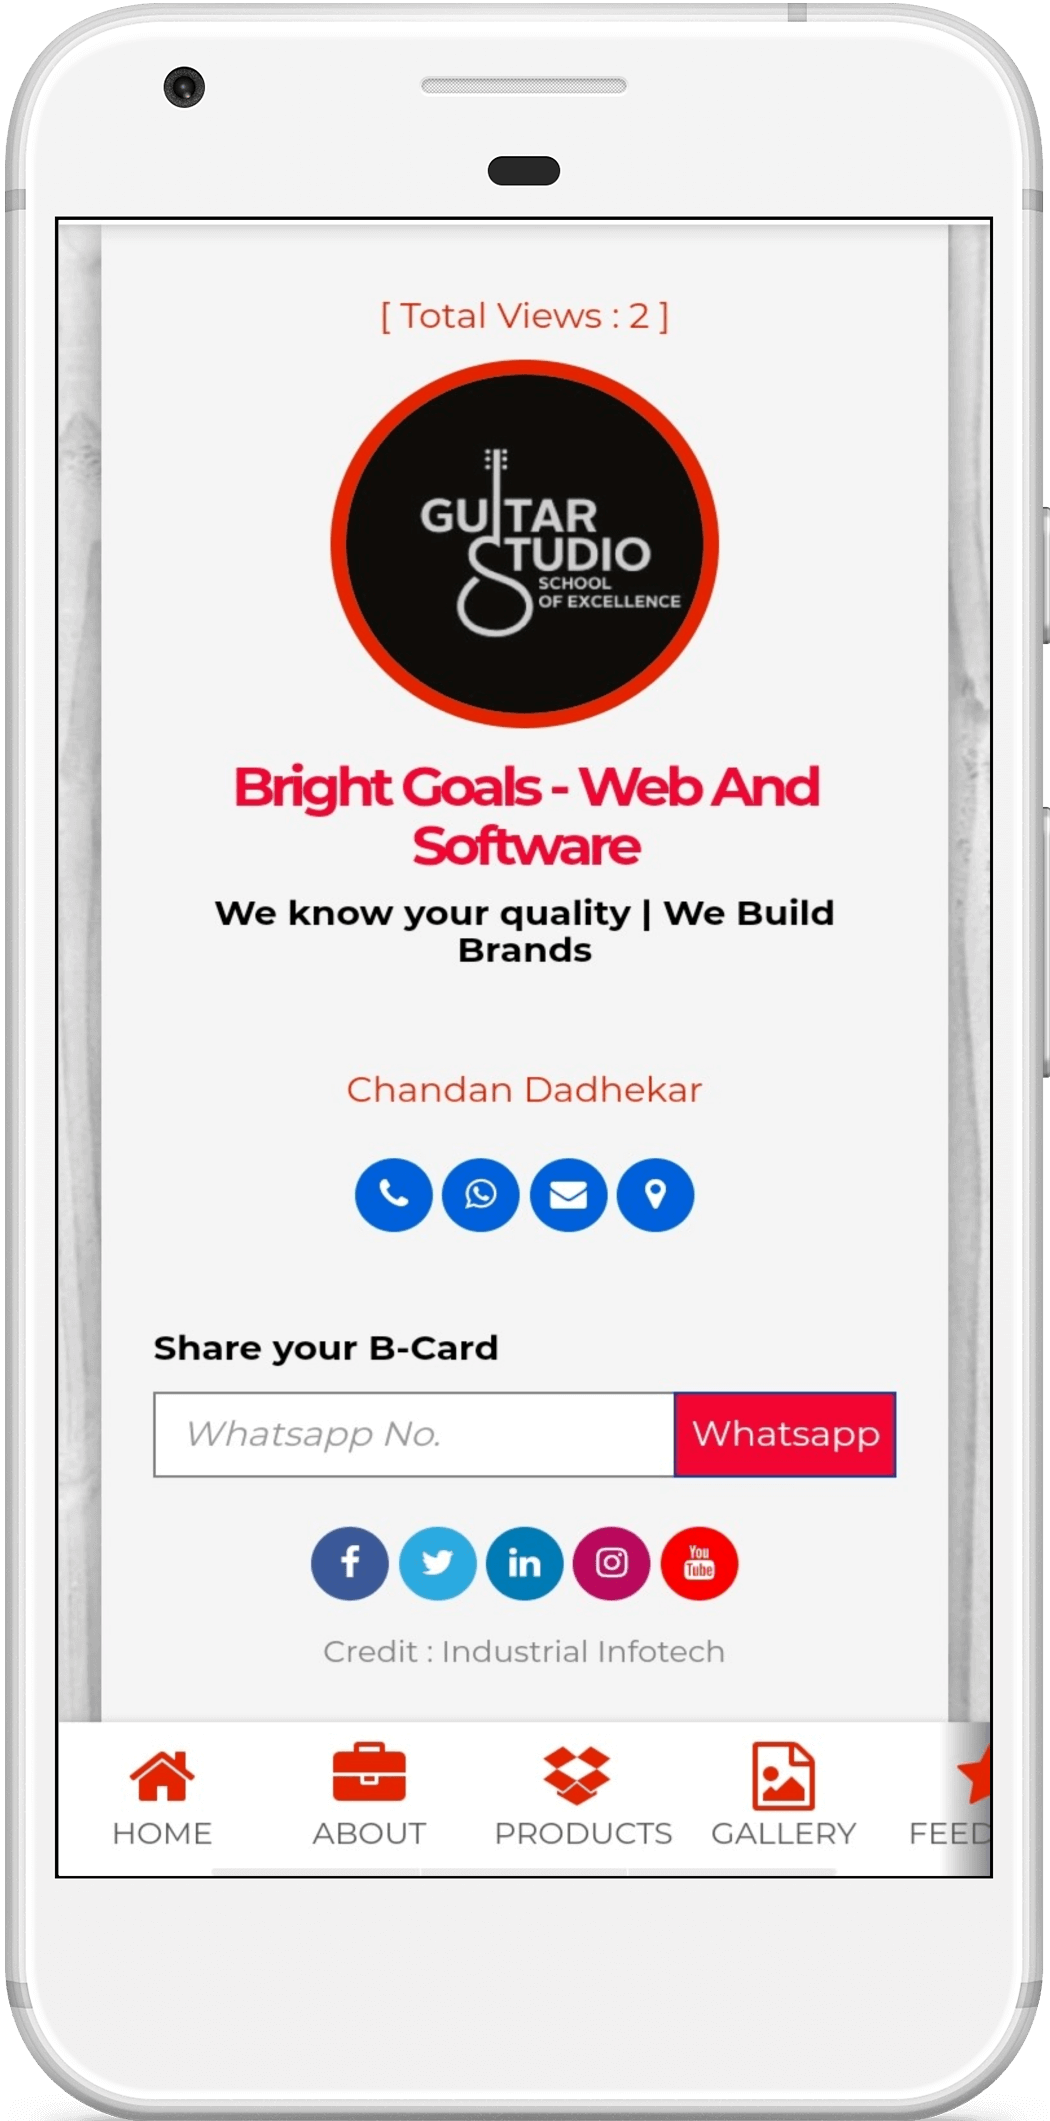 [ Total Views : 2 ]
GUITAR
STUDIO
SCHOOL
OF EXCELLENCE
Bright Goals - Web And
Software
We know your quality | We Build
Brands
Chandan Dadhekar
Share your B-Card
Whatsapp No.
Whatsapp
You
Tube
Credit : Industrial Infotech
HOME
ABOUT
PRODUCTS
GALLERY
FEED